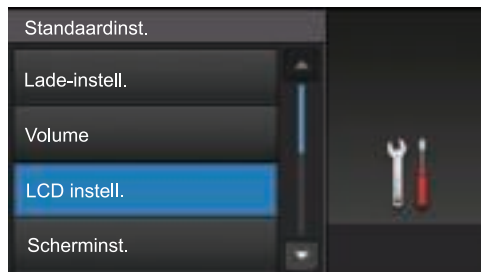 Standaardinst.
Lade-instell.
Volume
LCD instell.
Scherminst.